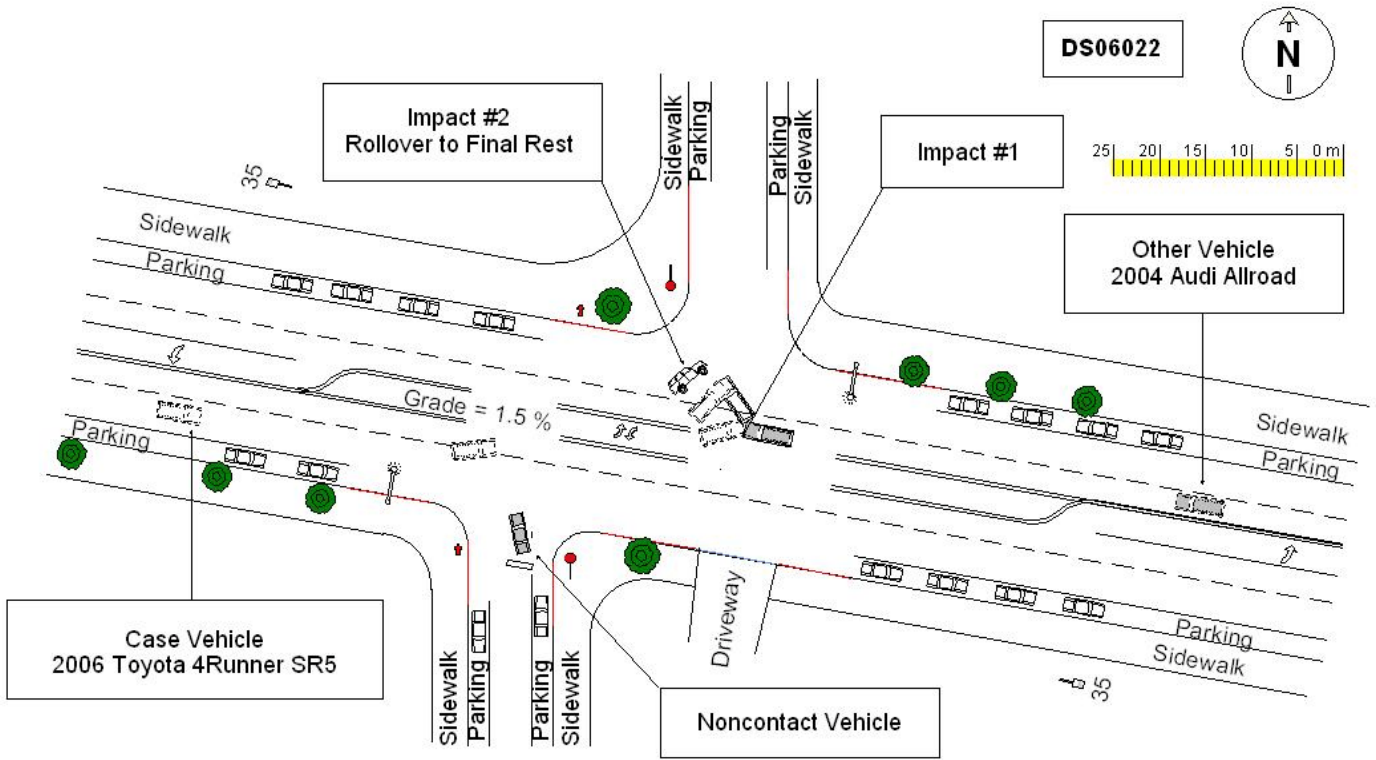 DS06022
N
Impact #2
Rollover to Final Rest
Sidewalk
Parking
Parking
Sidewalk
Impact #1
25 20 15 10 5 0 m
35
Sidewalk
Parking
Other Vehicle
2004 Audi Allroad
Grade = 1.5 %
Parking
Sidewalk
Parking
Case Vehicle
2006 Toyota 4Runner SR5
Sidewalk
Parking
Parking
Sidewalk
Driveway
Parking
Sidewalk
35
Noncontact Vehicle